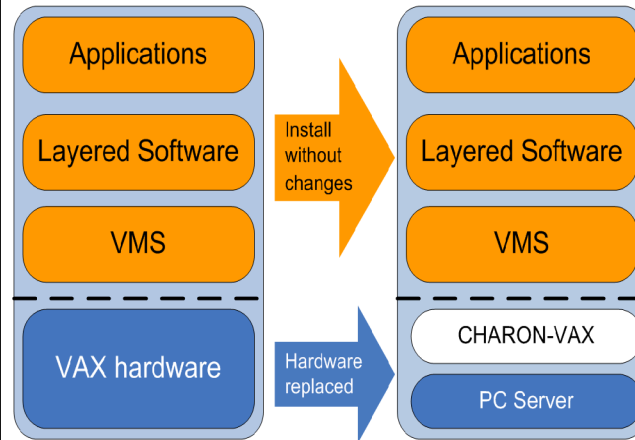 Applications
Layered Software
VMS
VAX hardware
Install
without
changes
Hardware
replaced
Applications
Layered Software
VMS
CHARON-VAX
PC Server